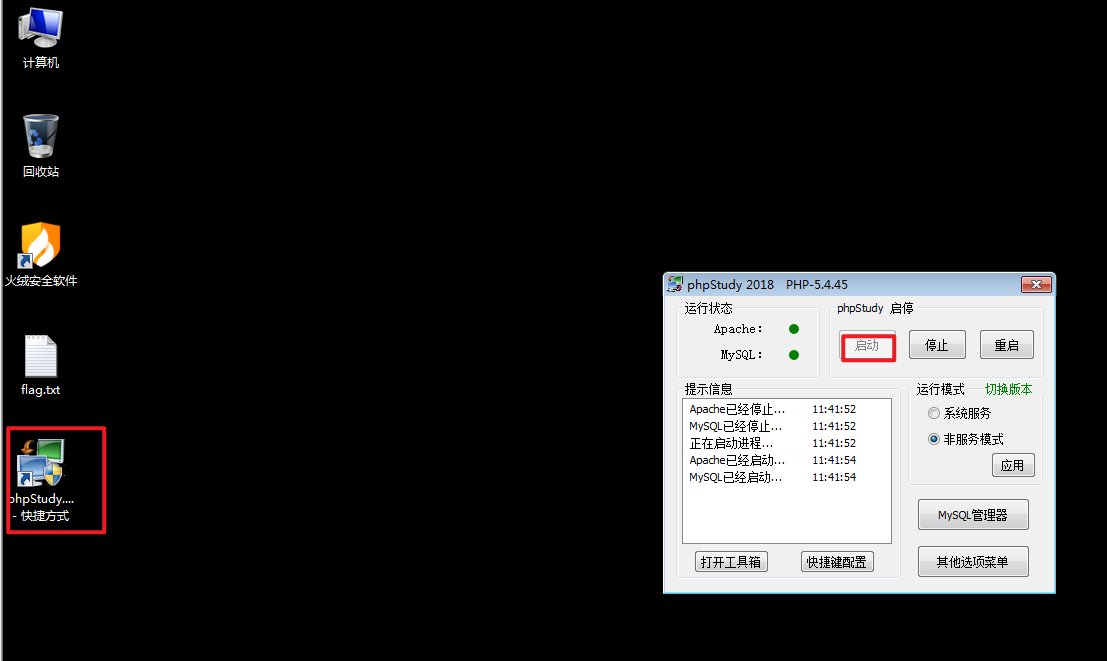 计算机
回收站
火绒安全软件
flag.txt
phpStudy....
- 快捷方式
phpStudy 2018 PHP-5.4.45
运行状态
Apache:
MySQL:
phpStudy 启停
启动
停止
重启
提示信息
Apache已经停止... 11:41:52
MySQL已经停止... 11:41:52
正在启动进程... 11:41:52
Apache已经启动... 11:41:54
MySQL已经启动... 11:41:54
运行模式 切换版本
系统服务
非服务模式
应用
MySQL管理器
打开工具箱
快捷键配置
其他选项菜单